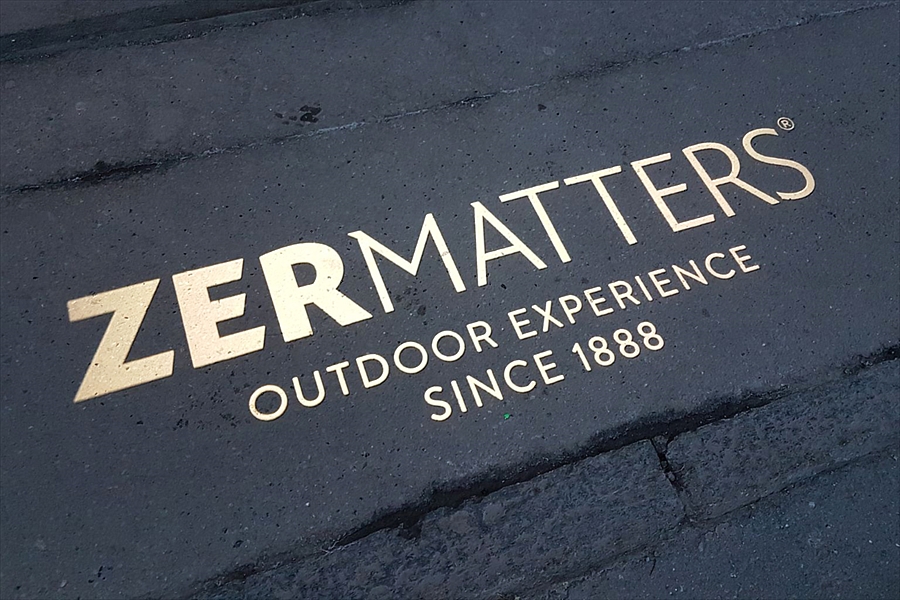 ZERMATTERS®
OUTDOOR EXPERIENCE
SINCE 1888